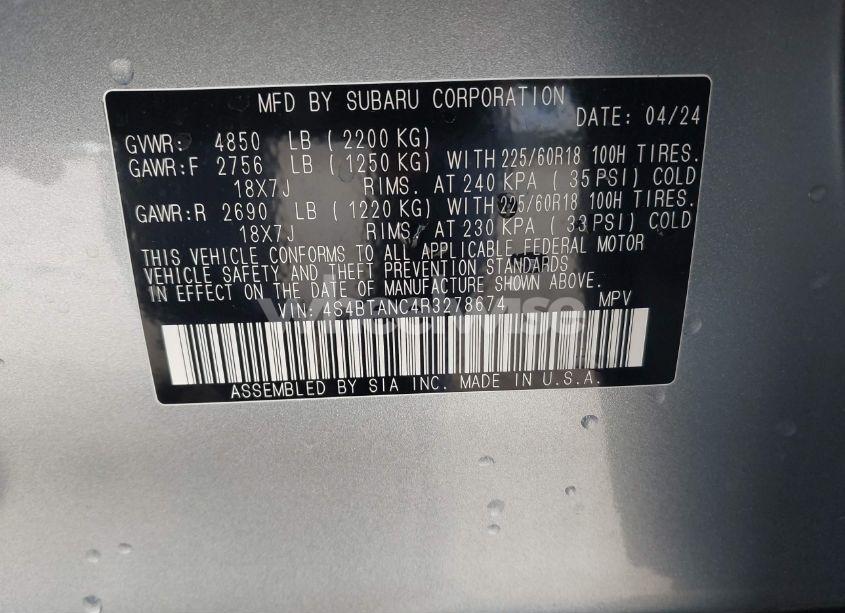 MFD BY SUBARU CORPORATION
DATE: 04/24
GVWR: 4850 LB ( 2200 KG)
GAWR:F 2756 LB ( 1250 KG) WITH 225/60R18 100H TIRES.
18X7J RIMS. AT 240 KPA ( 35 PSI) COLD
GAWR:R 2690 LB ( 1220 KG) WITH 225/60R18 100H TIRES.
18X7J RIMS. AT 230 KPA ( 33 PSI) COLD
THIS VEHICLE CONFORMS TO ALL APPLICABLE FEDERAL MOTOR
VEHICLE SAFETY AND THEFT PREVENTION STANDARDS
IN EFFECT ON THE DATE OF MANUFACTURE SHOWN ABOVE.
VIN: 4S4BTANC4R3278674 MPV
ASSEMBLED BY SIA INC. MADE IN U.S.A.